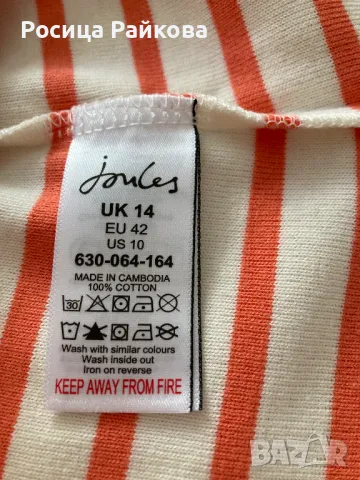 Росица Райкова
joules
UK 14
EU 42
US 10
630-064-164
MADE IN CAMBODIA
100% COTTON
30
Wash with similar colours
Wash inside out
Iron on reverse
KEEP AWAY FROM FIRE
BAZAR